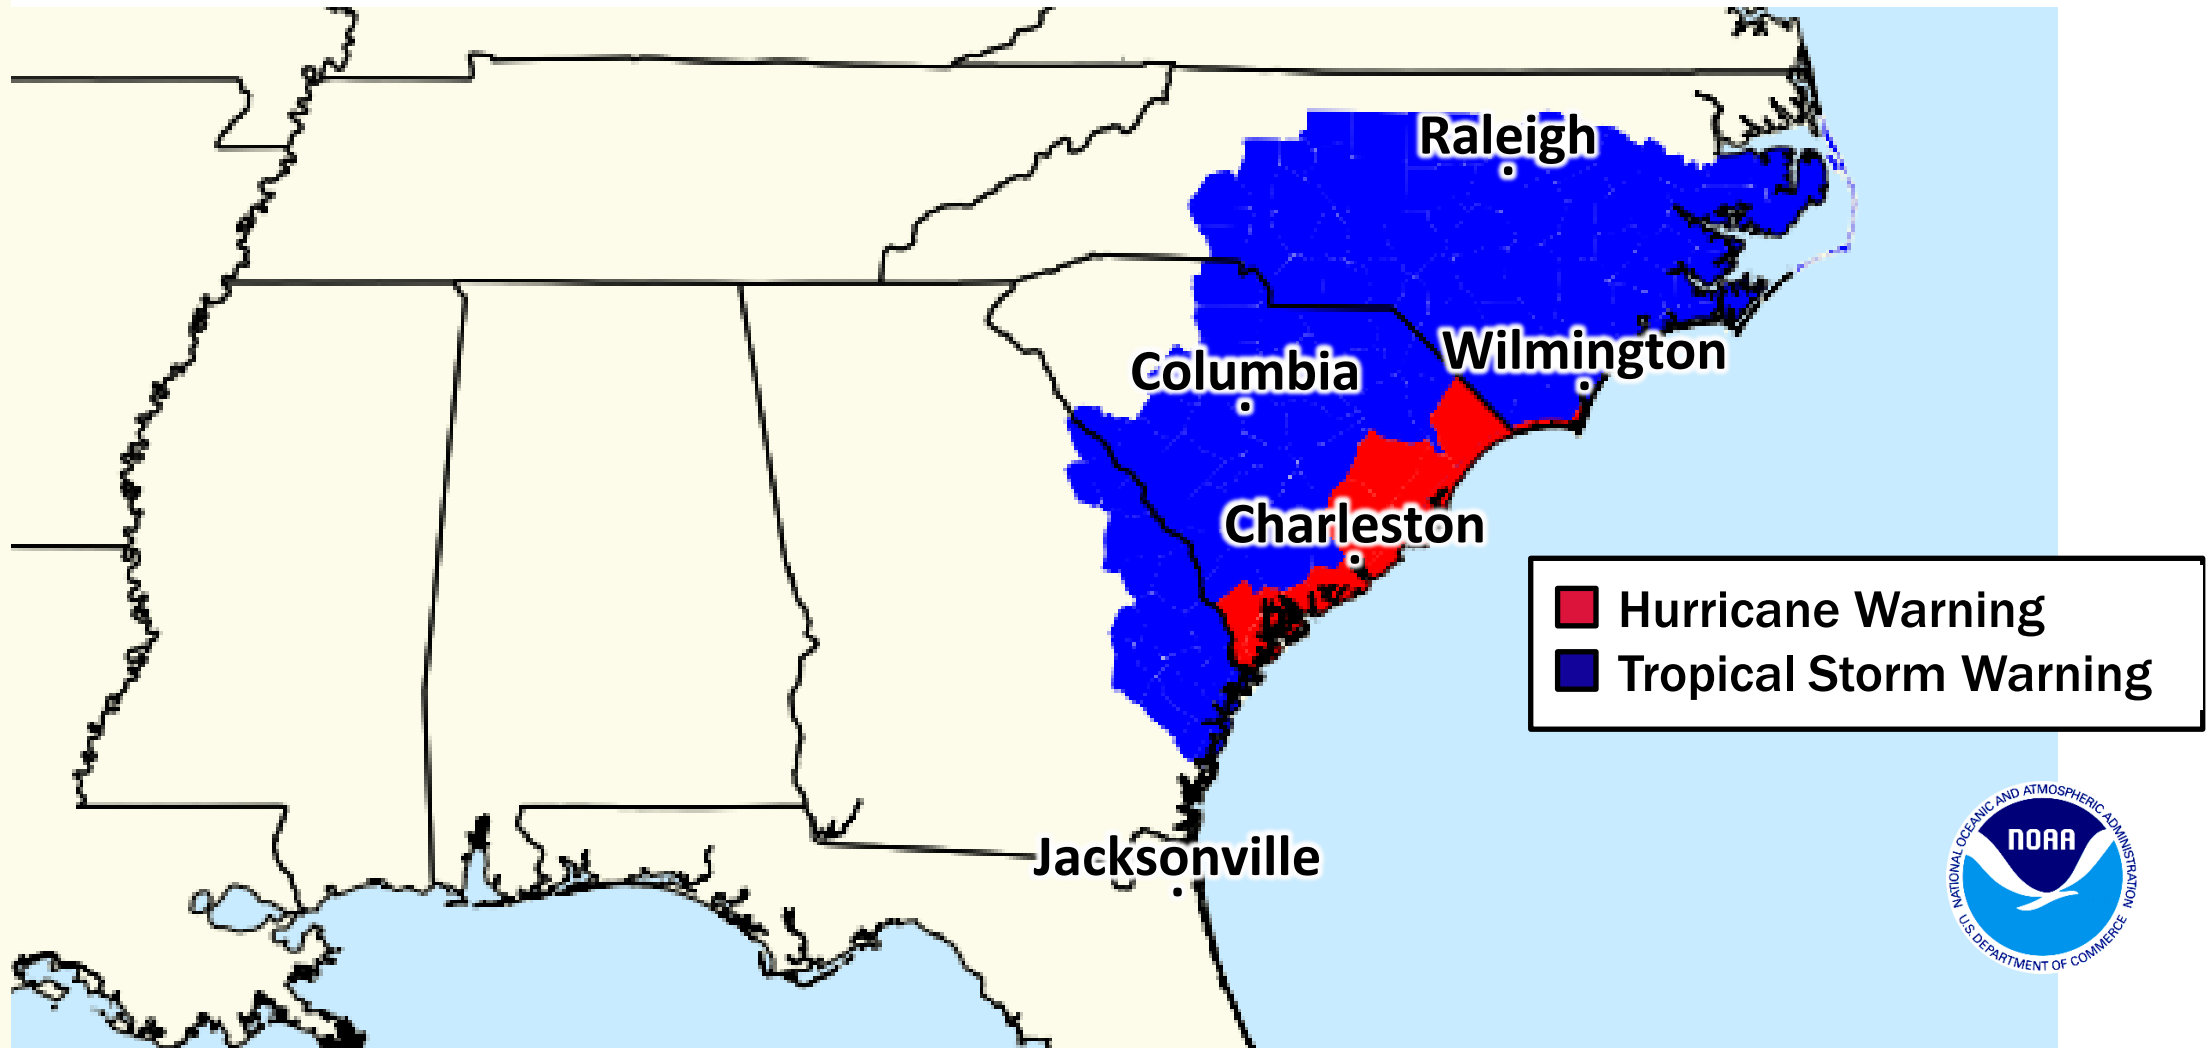 Raleigh
Wilmington
Columbia
Charleston
Hurricane Warning
Tropical Storm Warning
Jacksonville
NATIONAL OCEANIC AND ATMOSPHERIC ADMINISTRATION
NOAA
U.S. DEPARTMENT OF COMMERCE